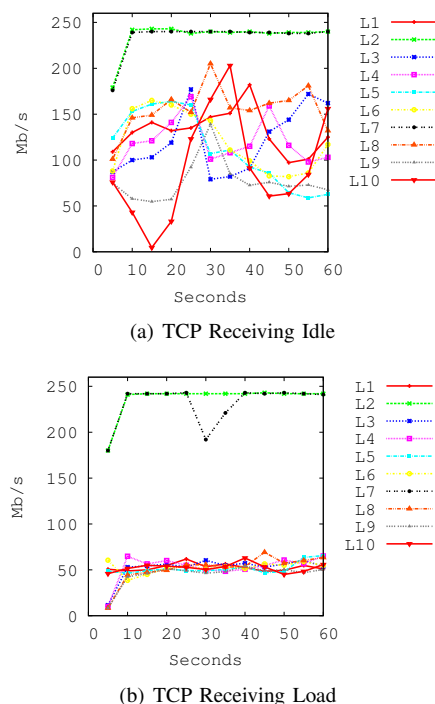 250
200
150
100
50
0
Mb/s
0 10 20 30 40 50 60
Seconds
L1
L2
L3
L4
L5
L6
L7
L8
L9
L10
(a) TCP Receiving Idle
250
200
150
100
50
0
Mb/s
0 10 20 30 40 50 60
Seconds
L1
L2
L3
L4
L5
L6
L7
L8
L9
L10
(b) TCP Receiving Load